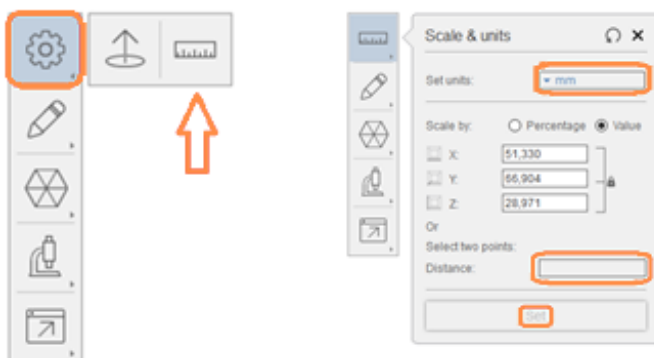 Scale & units
Set units: mm
Scale by: Percentage Value
X: 51,330
Y: 66,904
Z: 28,971
Or
Select two points:
Distance:
Set